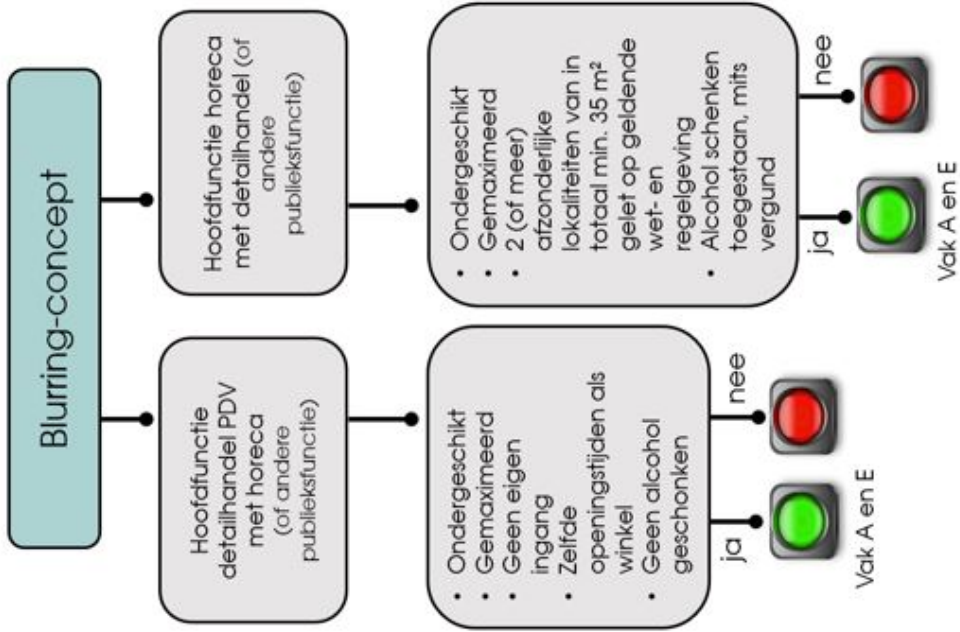 Blurring-concept
Hoofdfunctie
detailhandel PDV
met horeca
(of andere
publieksfunctie)
• Ondergeschikt
• Gemaximeerd
• Geen eigen
ingang
• Zelfde
openingstijden als
winkel
• Geen alcohol
geschonken
ja
nee
Vak A en E
Hoofdfunctie horeca
met detailhandel (of
andere
publieksfunctie)
• Ondergeschikt
• Gemaximeerd
• 2 (of meer)
afzonderlijke
lokaliteiten van in
totaal min. 35 m²
gelet op geldende
wet- en
regelgeving
• Alcohol schenken
toegestaan, mits
vergund
ja
nee
Vak A en E